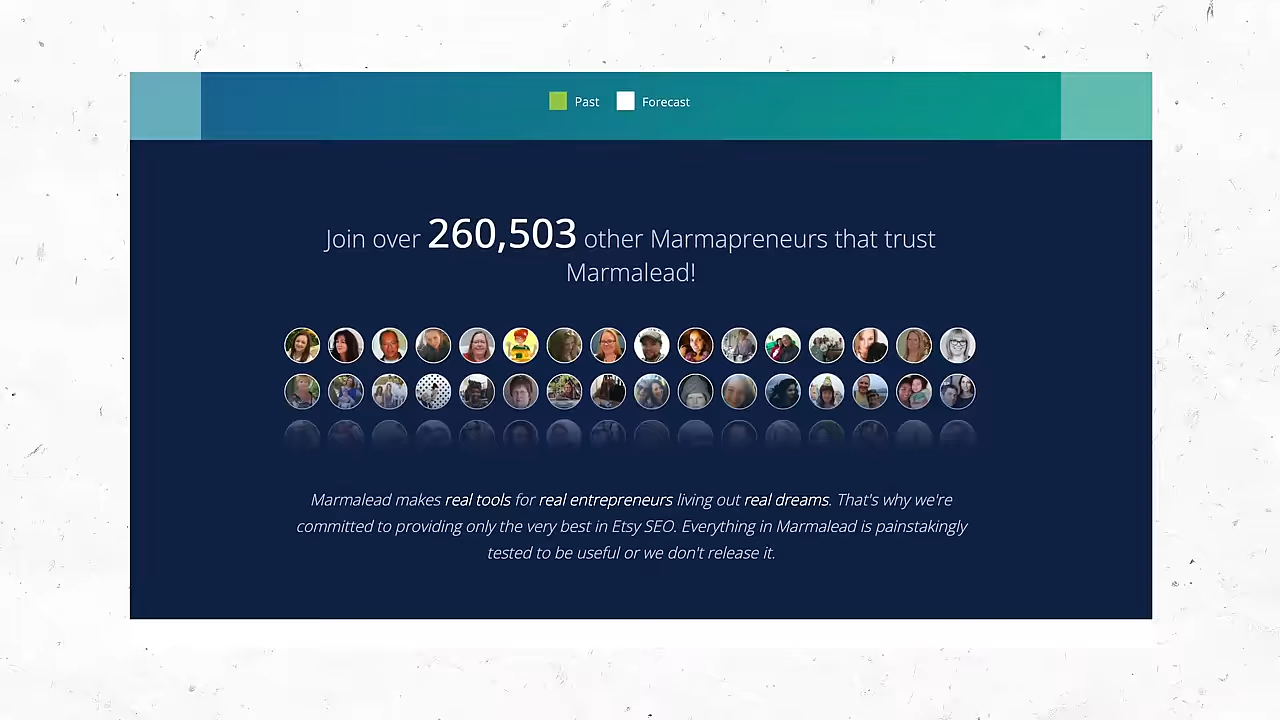 Past Forecast
Join over 260,503 other Marmapreneurs that trust
Marmalead!
Marmalead makes real tools for real entrepreneurs living out real dreams. That's why we're
committed to providing only the very best in Etsy SEO. Everything in Marmalead is painstakingly
tested to be useful or we don't release it.